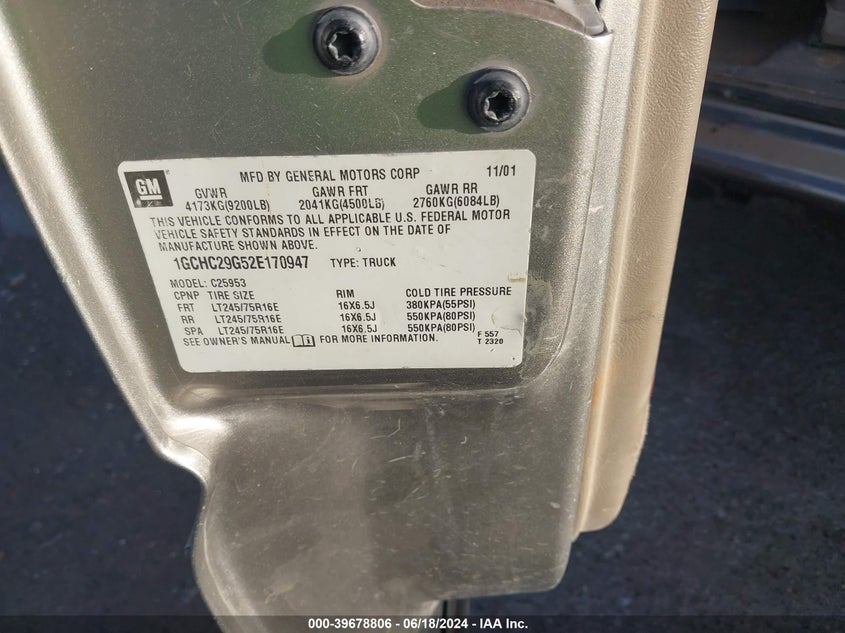 GM
MFD BY GENERAL MOTORS CORP 11/01
GVWR GAWR FRT GAWR RR
4173KG(9200LB) 2041KG(4500LB) 2760KG(6084LB)
THIS VEHICLE CONFORMS TO ALL APPLICABLE U.S. FEDERAL MOTOR
VEHICLE SAFETY STANDARDS IN EFFECT ON THE DATE OF
MANUFACTURE SHOWN ABOVE.
1GCHC29G52E170947 TYPE: TRUCK
MODEL: C25953
CPNP TIRE SIZE RIM COLD TIRE PRESSURE
FRT LT245/75R16E 16X6.5J 380KPA(55PSI)
RR LT245/75R16E 16X6.5J 550KPA(80PSI)
SPA LT245/75R16E 16X6.5J 550KPA(80PSI)
SEE OWNER'S MANUAL FOR MORE INFORMATION.
F 557
T 2320
000-39678806 - 06/18/2024 - IAA Inc.